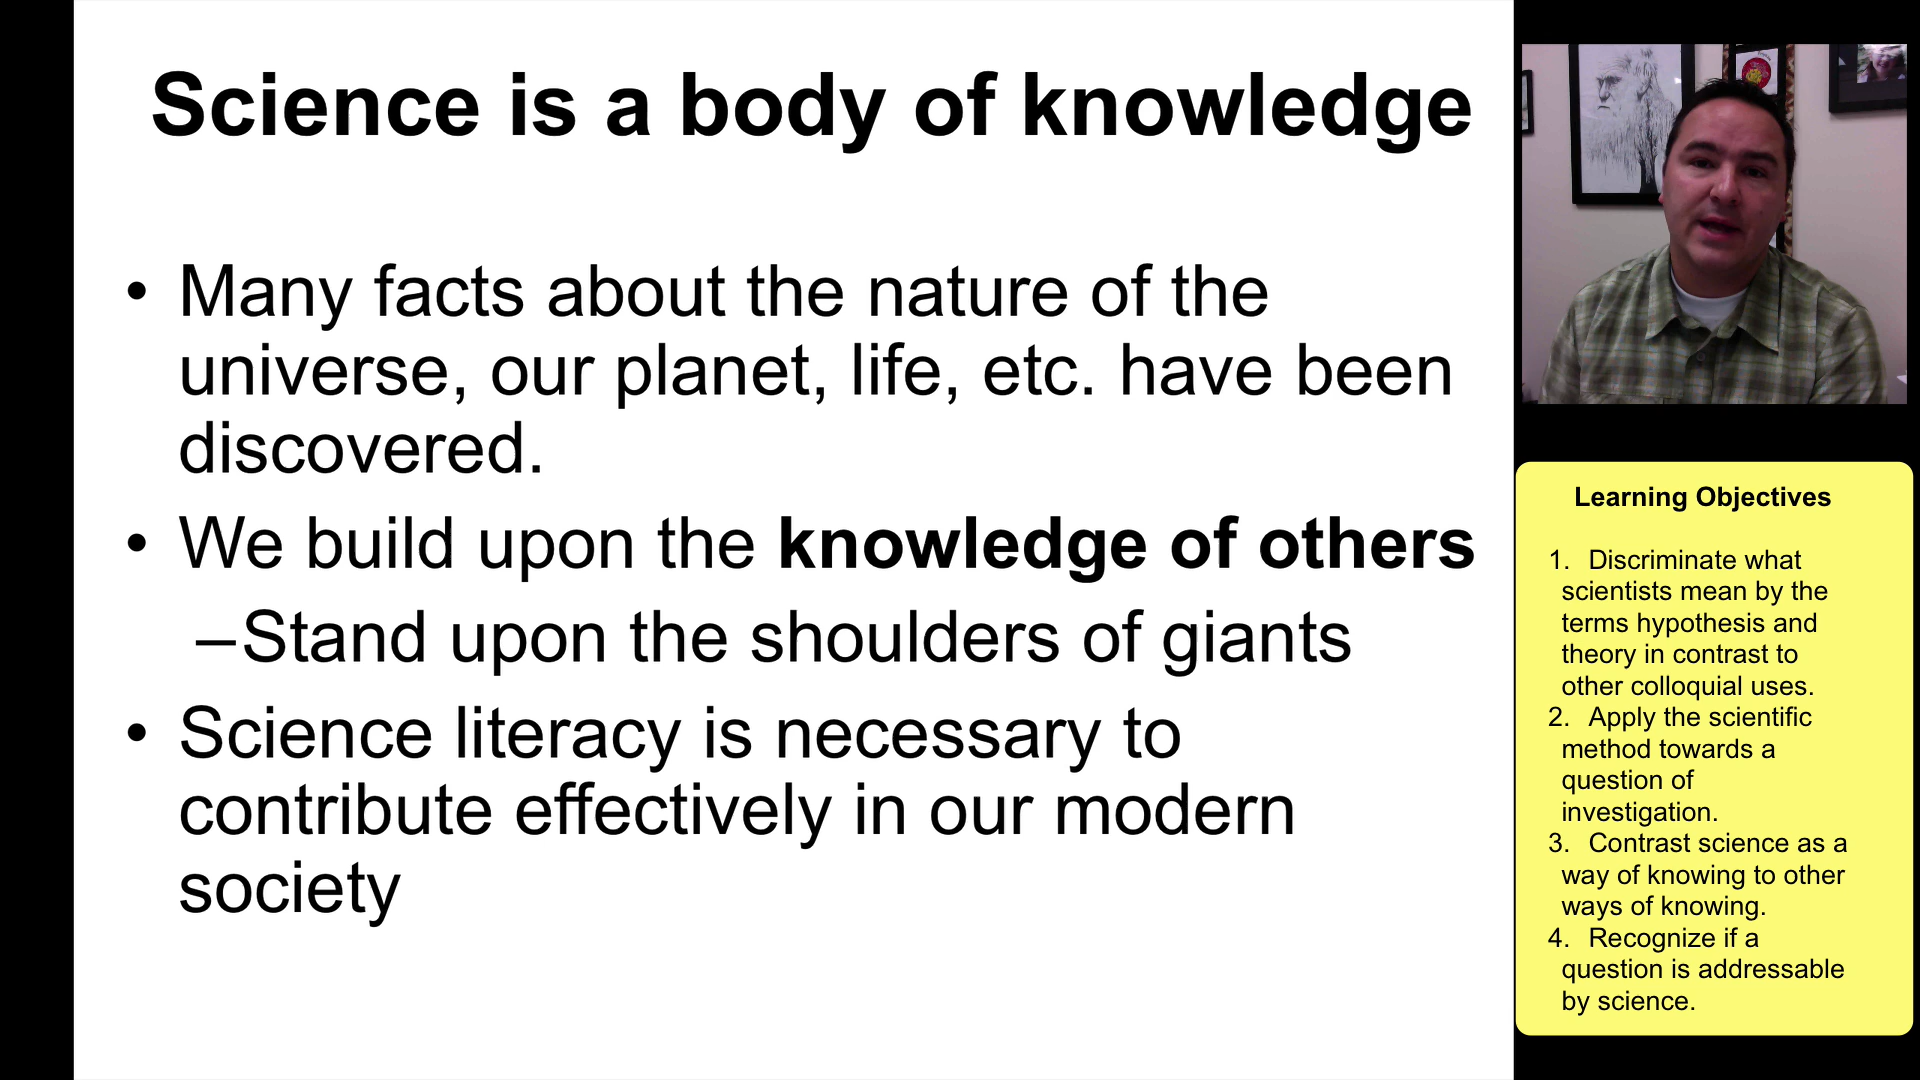 Science is a body of knowledge
• Many facts about the nature of the
universe, our planet, life, etc. have been
discovered.
• We build upon the knowledge of others
–Stand upon the shoulders of giants
• Science literacy is necessary to
contribute effectively in our modern
society
Learning Objectives
1. Discriminate what
scientists mean by the
terms hypothesis and
theory in contrast to
other colloquial uses.
2. Apply the scientific
method towards a
question of
investigation.
3. Contrast science as a
way of knowing to other
ways of knowing.
4. Recognize if a
question is addressable
by science.